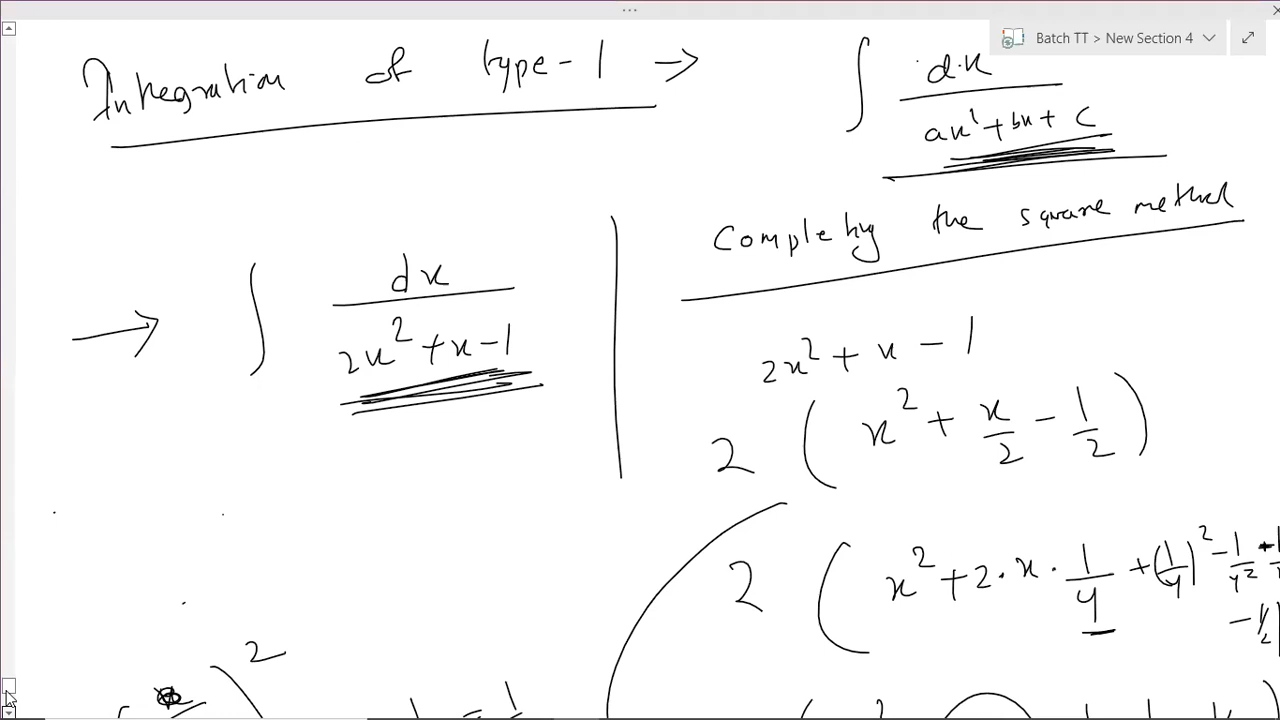 Batch TT > New Section 4
Integration of type-1 → ∫ dx / (ax²+bx+c)
Completing the square method
→ ∫ dx / (2x²+x-1)
2x² + x - 1
2 ( x² + x/2 - 1/2 )
2 ( x² + 2·x·1/4 + (1/4)² - 1/4²
- 1/2
2